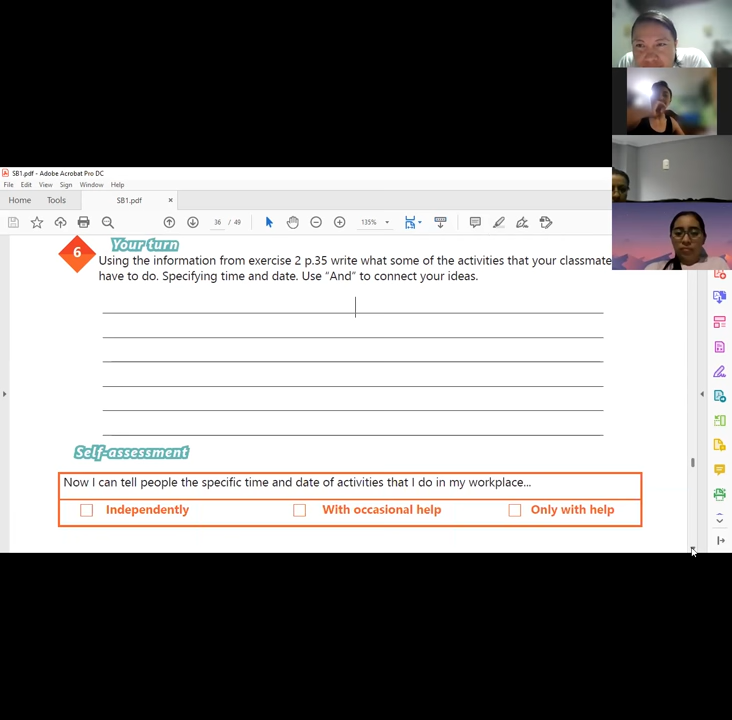 SB1.pdf - Adobe Acrobat Pro DC
File Edit View Sign Window Help
Home Tools SB1.pdf ×
36 / 49 135%
6 Your turn
Using the information from exercise 2 p.35 write what some of the activities that your classmate
have to do. Specifying time and date. Use “And” to connect your ideas.
Self-assessment
Now I can tell people the specific time and date of activities that I do in my workplace...
Independently With occasional help Only with help